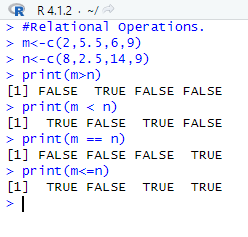 R R 4.1.2 · ~/
> #Relational Operations.
> m<-c(2,5.5,6,9)
> n<-c(8,2.5,14,9)
> print(m>n)
[1] FALSE  TRUE FALSE FALSE
> print(m < n)
[1]  TRUE FALSE  TRUE FALSE
> print(m == n)
[1] FALSE FALSE FALSE  TRUE
> print(m<=n)
[1]  TRUE FALSE  TRUE  TRUE
>